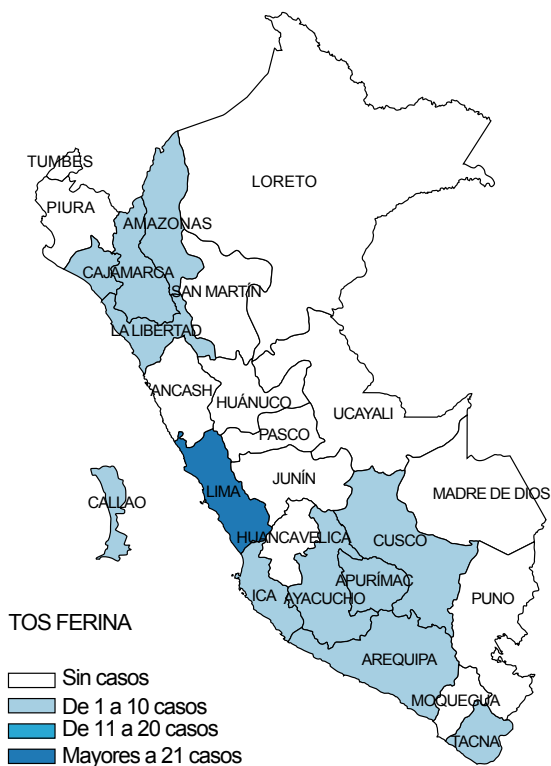 TUMBES
LORETO
PIURA
AMAZONAS
CAJAMARCA
SAN MARTÍN
LA LIBERTAD
ANCASH
HUÁNUCO
UCAYALI
PASCO
JUNÍN
LIMA
MADRE DE DIOS
CALLAO
HUANCAVELICA
CUSCO
APURÍMAC
ICA
AYACUCHO
PUNO
AREQUIPA
MOQUEGUA
TACNA
TOS FERINA
Sin casos
De 1 a 10 casos
De 11 a 20 casos
Mayores a 21 casos